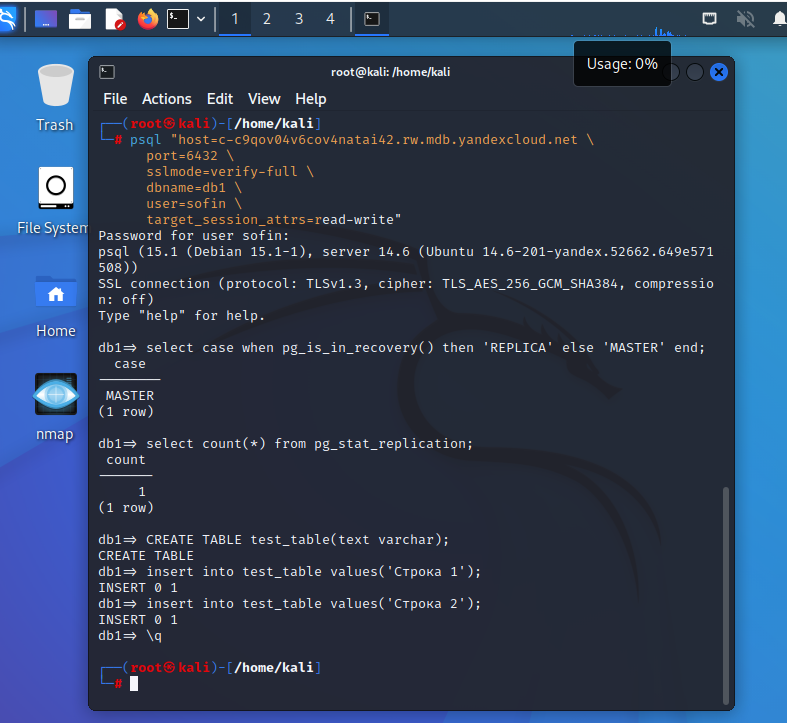 1 2 3 4
Usage: 0%
root@kali: /home/kali
File Actions Edit View Help
Trash
File System
Home
nmap
┌──(root㉿kali)-[/home/kali]
└─# psql "host=c-c9qov04v6cov4natai42.rw.mdb.yandexcloud.net \
port=6432 \
sslmode=verify-full \
dbname=db1 \
user=sofin \
target_session_attrs=read-write"
Password for user sofin:
psql (15.1 (Debian 15.1-1), server 14.6 (Ubuntu 14.6-201-yandex.52662.649e571
508))
SSL connection (protocol: TLSv1.3, cipher: TLS_AES_256_GCM_SHA384, compressio
n: off)
Type "help" for help.
db1=> select case when pg_is_in_recovery() then 'REPLICA' else 'MASTER' end;
case
--------
MASTER
(1 row)
db1=> select count(*) from pg_stat_replication;
count
-------
1
(1 row)
db1=> CREATE TABLE test_table(text varchar);
CREATE TABLE
db1=> insert into test_table values('Строка 1');
INSERT 0 1
db1=> insert into test_table values('Строка 2');
INSERT 0 1
db1=> \q
┌──(root㉿kali)-[/home/kali]
└─#